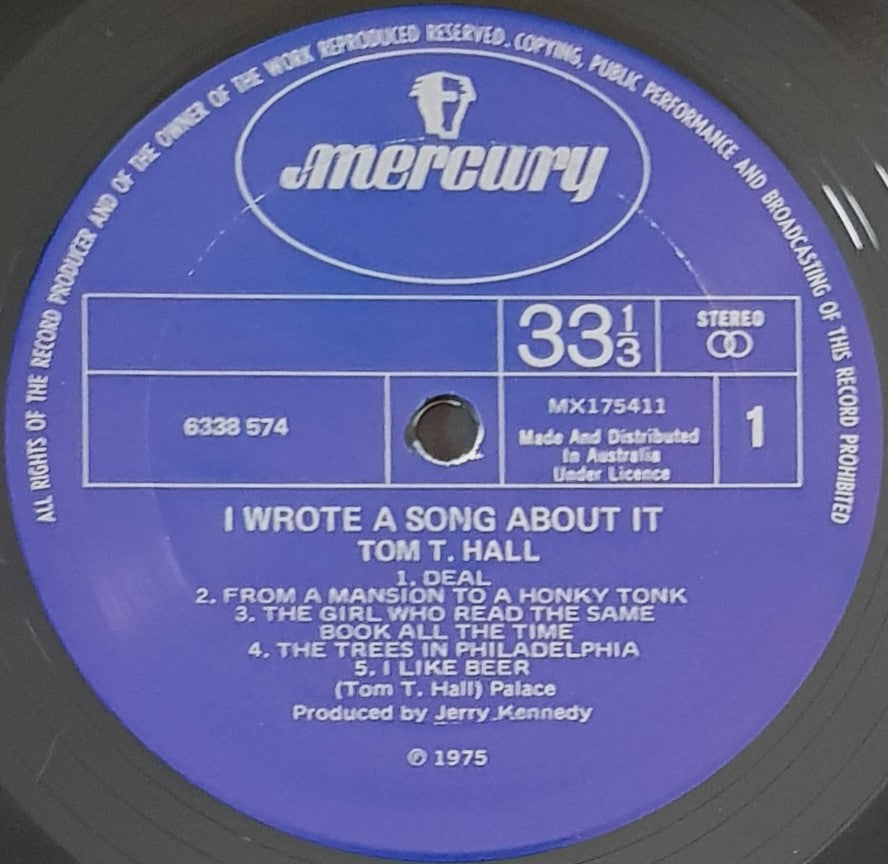 ALL RIGHTS OF THE RECORD PRODUCER AND OF THE OWNER OF THE WORK REPRODUCED RESERVED. COPYING, PUBLIC PERFORMANCE AND BROADCASTING OF THIS RECORD PROHIBITED
mercury
33 1/3
STEREO
6338 574
MX175411
Made And Distributed
In Australia
Under Licence
1
I WROTE A SONG ABOUT IT
TOM T. HALL
1. DEAL
2. FROM A MANSION TO A HONKY TONK
3. THE GIRL WHO READ THE SAME
BOOK ALL THE TIME
4. THE TREES IN PHILADELPHIA
5. I LIKE BEER
(Tom T. Hall) Palace
Produced by Jerry Kennedy
℗ 1975